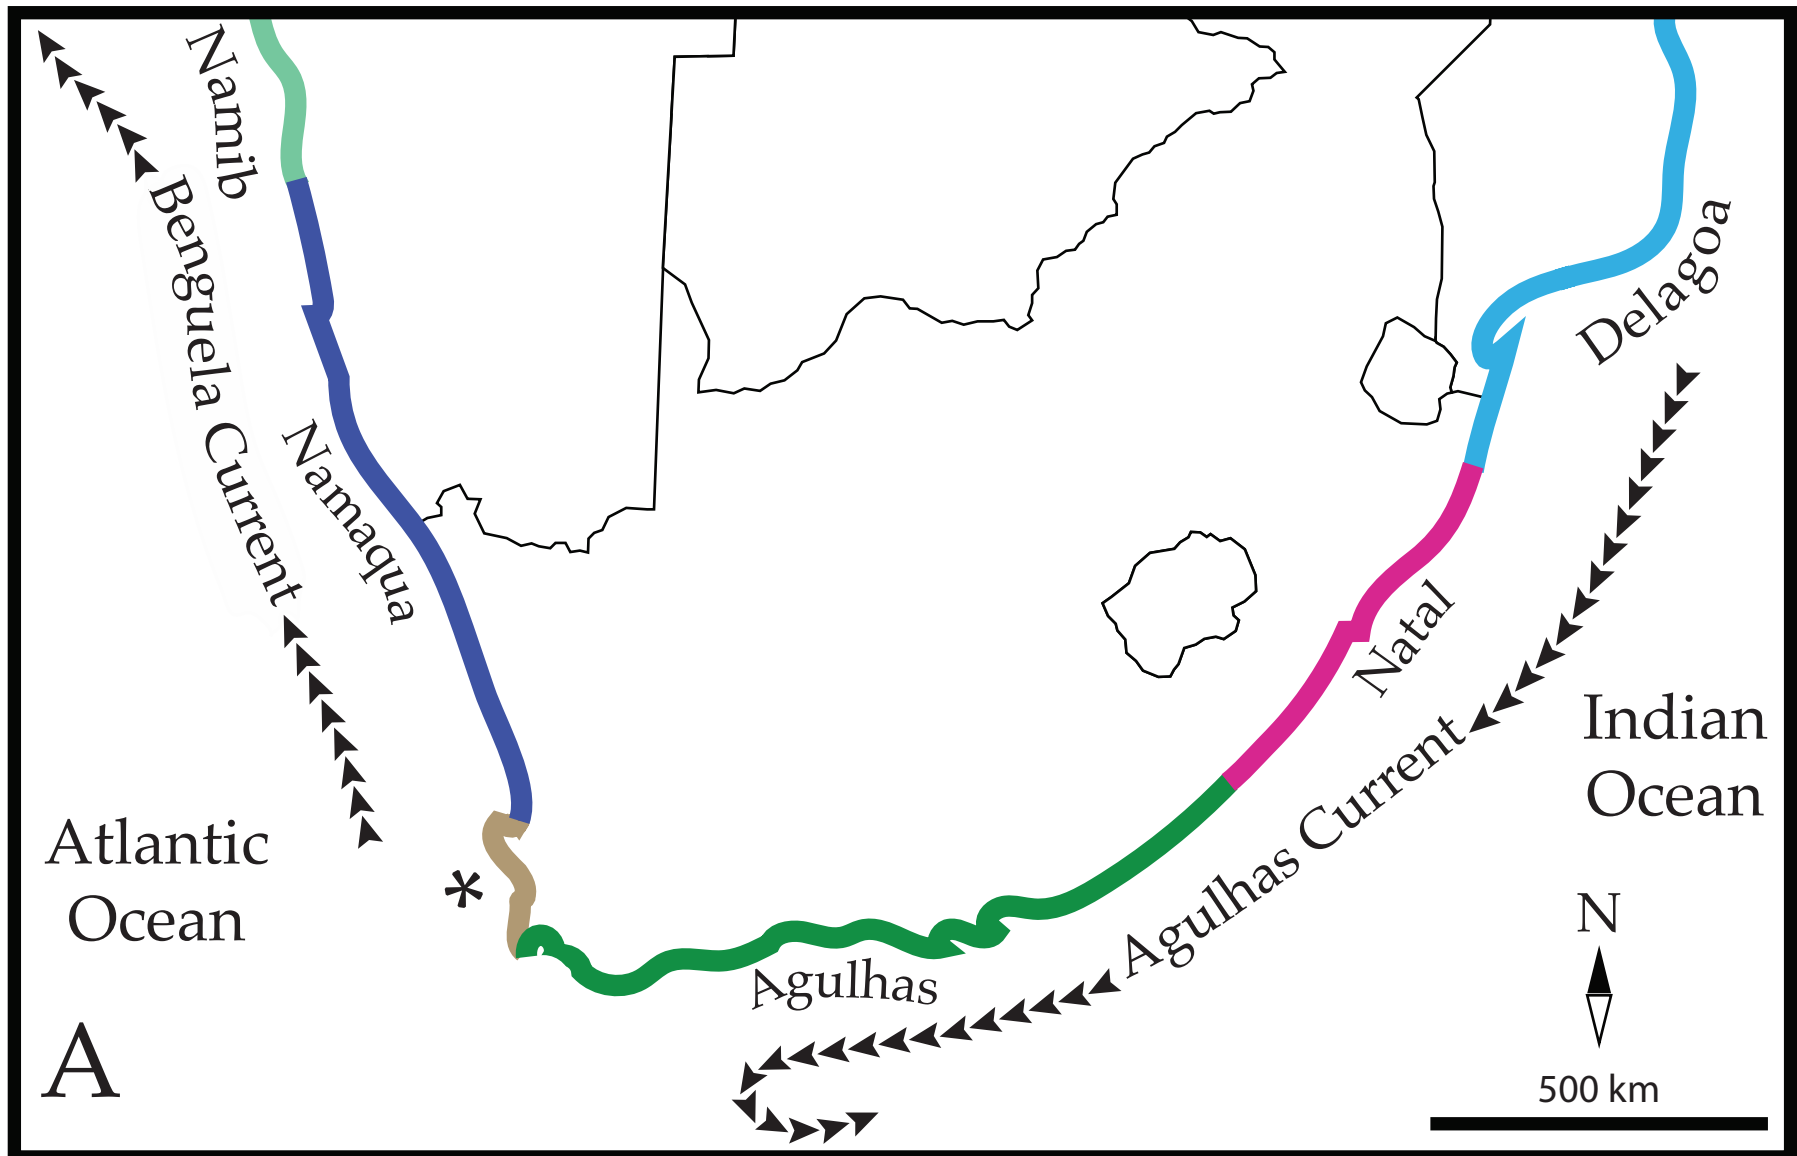 Namib
Benguela Current
Namaqua
Delagoa
Natal
Indian
Ocean
Agulhas Current
Atlantic
Ocean
*
Agulhas
N
A
500 km